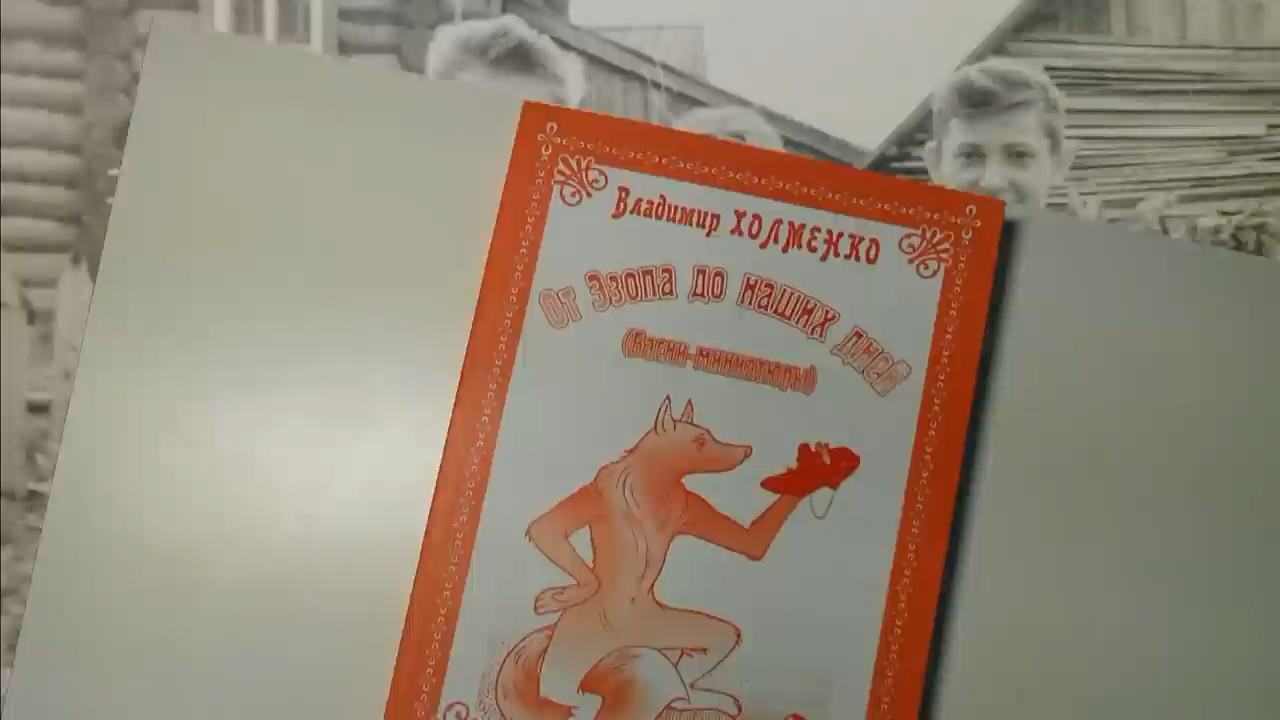 Владимир ХОЛМЕНКО
От Эзопа до наших дней
(Басни-миниатюры)